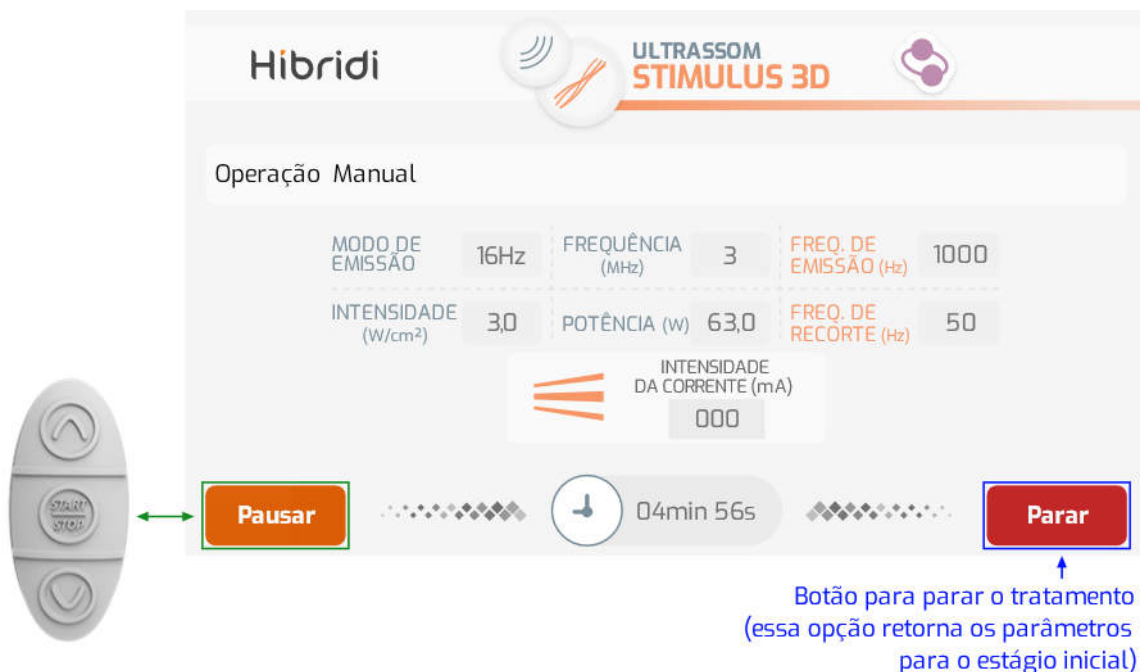 Hibridi
ULTRASSOM
STIMULUS 3D
Operação Manual
MODO DE
EMISSÃO
16Hz
FREQUÊNCIA
(MHz)
3
FREQ. DE
EMISSÃO (Hz)
1000
INTENSIDADE
(W/cm²)
3,0
POTÊNCIA (W)
63,0
FREQ. DE
RECORTE (Hz)
50
INTENSIDADE
DA CORRENTE (mA)
000
START
STOP
Pausar
04min 56s
Parar
Botão para parar o tratamento
(essa opção retorna os parâmetros
para o estágio inicial)